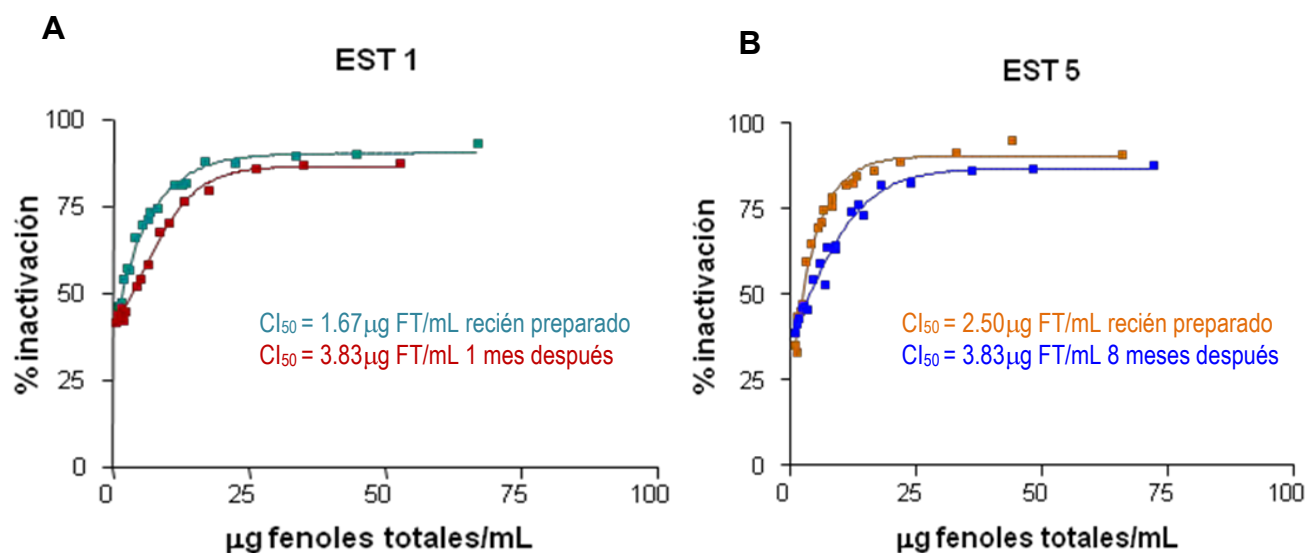 A
EST 1
% inactivación
100
75
50
25
0
CI₅₀ = 1.67μg FT/mL recién preparado
CI₅₀ = 3.83μg FT/mL 1 mes después
0 25 50 75 100
μg fenoles totales/mL
B
EST 5
% inactivación
100
75
50
25
0
CI₅₀ = 2.50μg FT/mL recién preparado
CI₅₀ = 3.83μg FT/mL 8 meses después
0 25 50 75 100
μg fenoles totales/mL